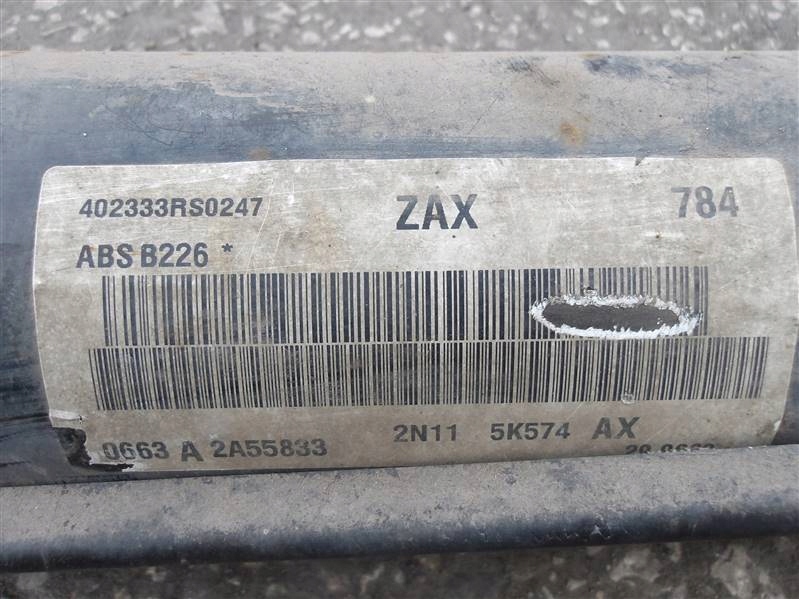 402333RS0247 ZAX 784
ABS B226 *
0663 A 2A55833 2N11 5K574 AX